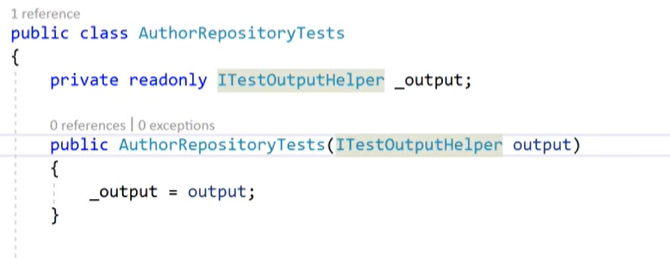 1 reference
public class AuthorRepositoryTests
{
private readonly ITestOutputHelper _output;
0 references | 0 exceptions
public AuthorRepositoryTests(ITestOutputHelper output)
{
_output = output;
}